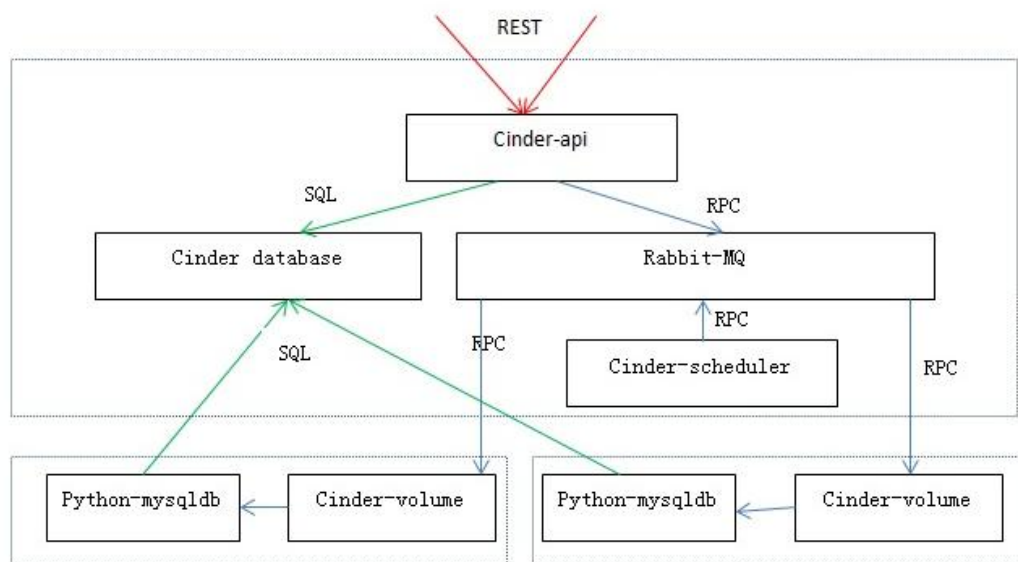 REST
Cinder-api
SQL
RPC
Cinder database
Rabbit-MQ
SQL
RPC
RPC
Cinder-scheduler
RPC
Python-mysqldb
Cinder-volume
Python-mysqldb
Cinder-volume